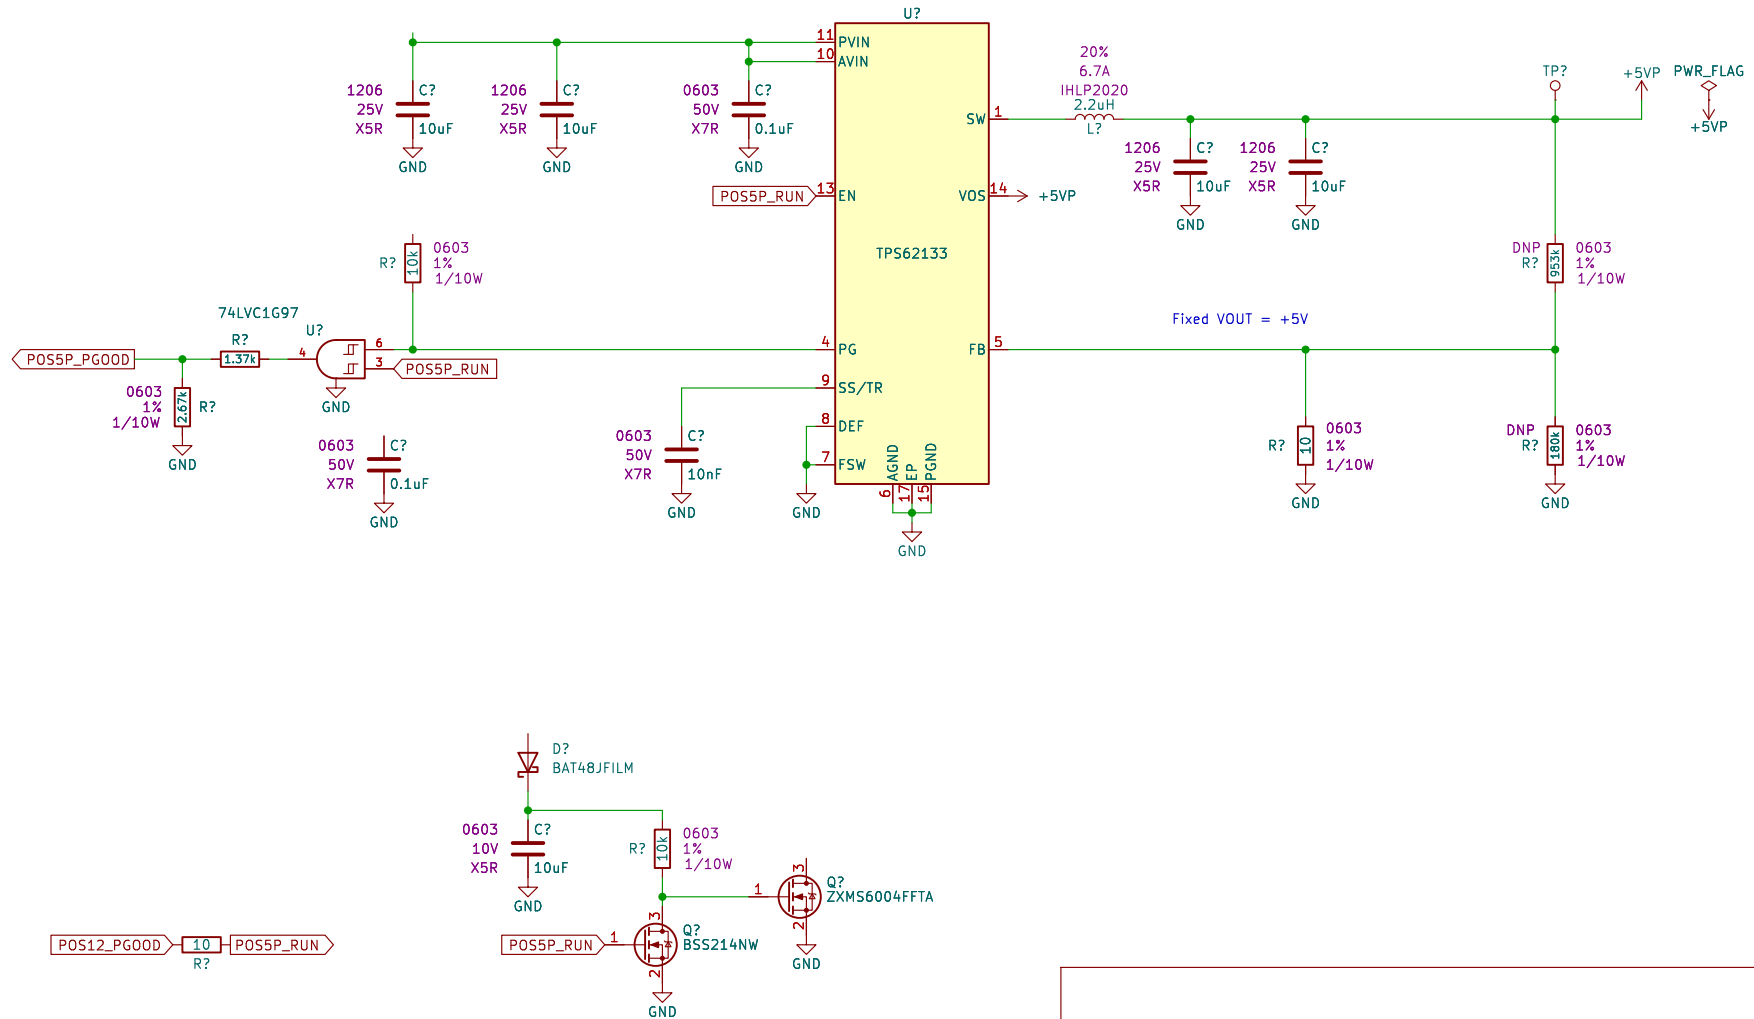 U?
11 PVIN
10 AVIN
1206 C?
25V
X5R 10uF
GND
1206 C?
25V
X5R 10uF
GND
0603 C?
50V
X7R 0.1uF
GND
20%
6.7A
IHLP2020
2.2uH
L?
SW 1
TP?
+5VP
PWR_FLAG
+5VP
1206 C?
25V
X5R 10uF
GND
1206 C?
25V
X5R 10uF
GND
POS5P_RUN 13 EN
VOS 14 +5VP
TPS62133
R? 10k 0603
1%
1/10W
DNP 0603
R? 953k 1%
1/10W
Fixed VOUT = +5V
74LVC1G97
U?
R?
POS5P_PGOOD 1.37k 4 6
3 POS5P_RUN
GND
4 PG
FB 5
0603
1% 2.67k R?
1/10W
GND
9 SS/TR
8 DEF
7 FSW
0603 C?
50V
X7R 0.1uF
GND
0603 C?
50V
X7R 10nF
GND
GND
AGND EP PGND
6 17 15
GND
0603
R? 10 1%
1/10W
GND
DNP 0603
R? 180k 1%
1/10W
GND
D?
BAT48JFILM
0603 C?
10V
X5R 10uF
GND
0603
R? 10k 1%
1/10W
1 3 Q?
ZXMS6004FFTA
2
GND
POS12_PGOOD 10 POS5P_RUN
R?
POS5P_RUN 1 3 Q?
BSS214NW
2
GND